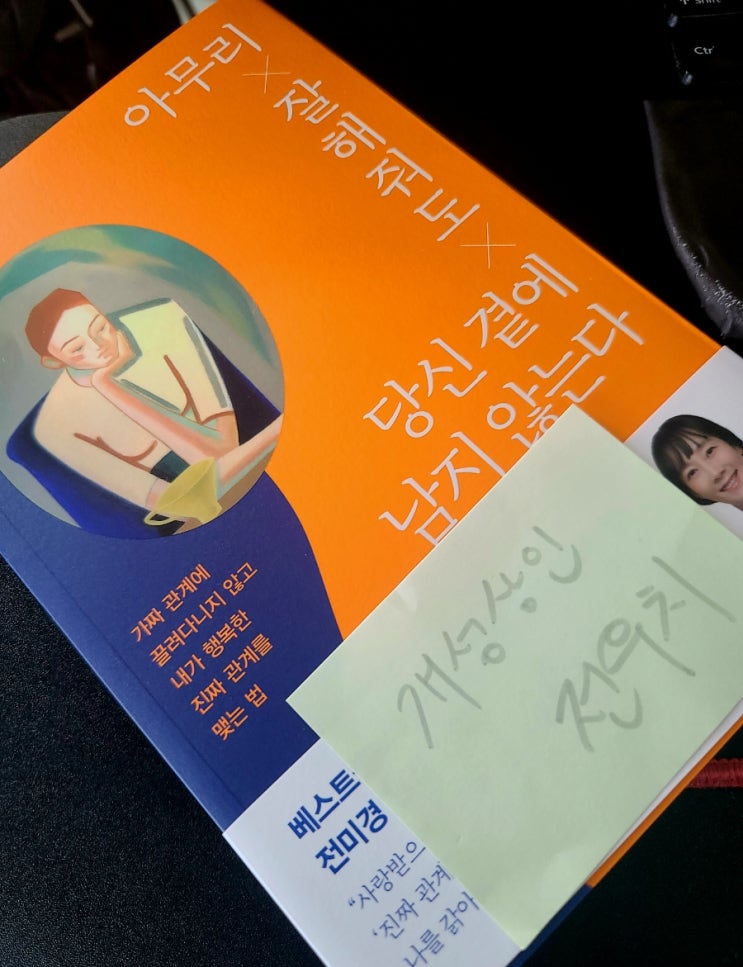 아무리
잘해줘도
당신 곁에
남지 않는다
가짜 관계에
끌려다니지 않고
내가 행복한
진짜 관계를
맺는 법
개성상인
전우치
베스트
전미경
"사랑받으
'진짜 관계
나를 갉아
shift
Ctr